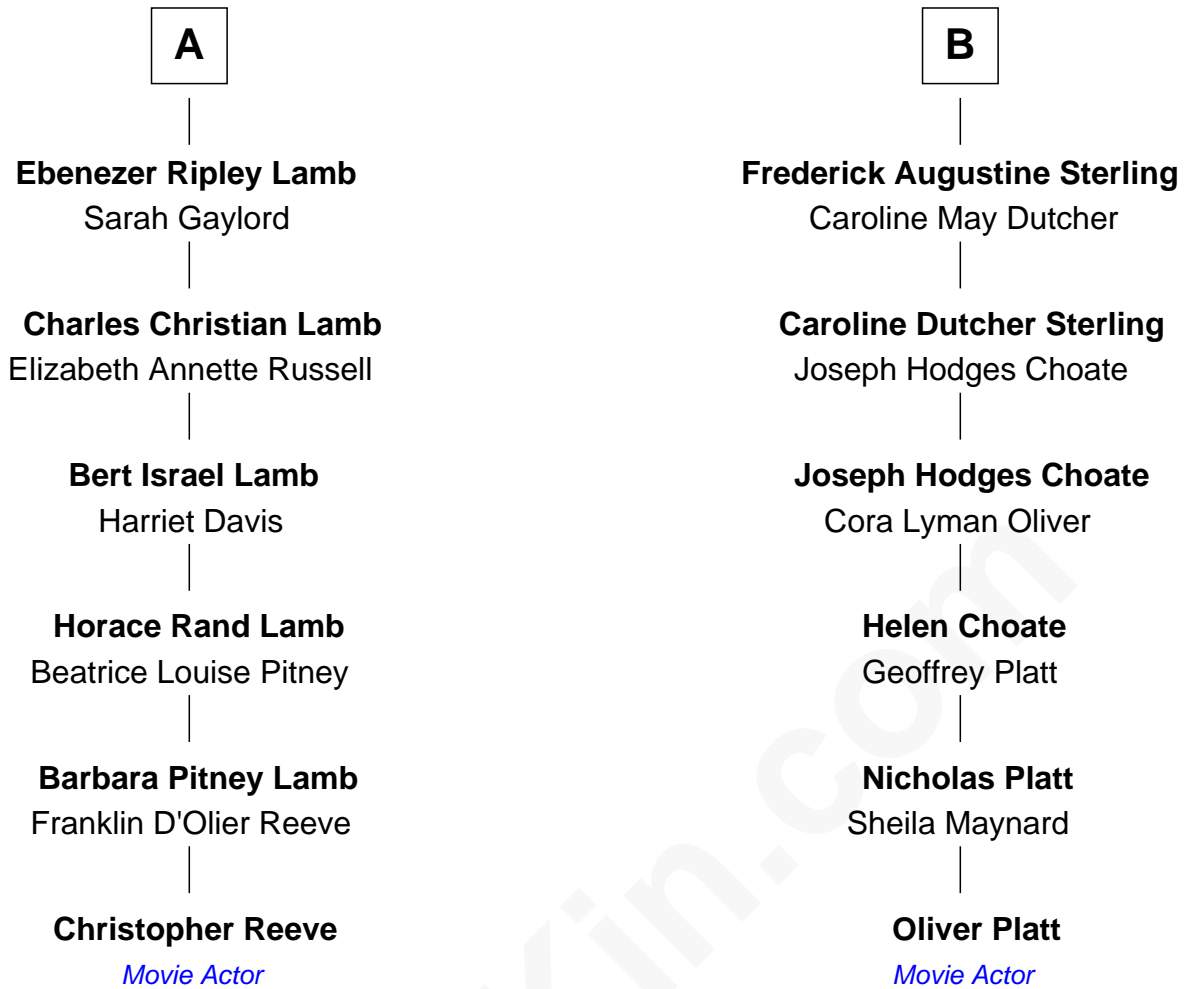 A
Ebenezer Ripley Lamb
Sarah Gaylord
Charles Christian Lamb
Elizabeth Annette Russell
Bert Israel Lamb
Harriet Davis
Horace Rand Lamb
Beatrice Louise Pitney
Barbara Pitney Lamb
Franklin D'Olier Reeve
Christopher Reeve
Movie Actor
B
Frederick Augustine Sterling
Caroline May Dutcher
Caroline Dutcher Sterling
Joseph Hodges Choate
Joseph Hodges Choate
Cora Lyman Oliver
Helen Choate
Geoffrey Platt
Nicholas Platt
Sheila Maynard
Oliver Platt
Movie Actor